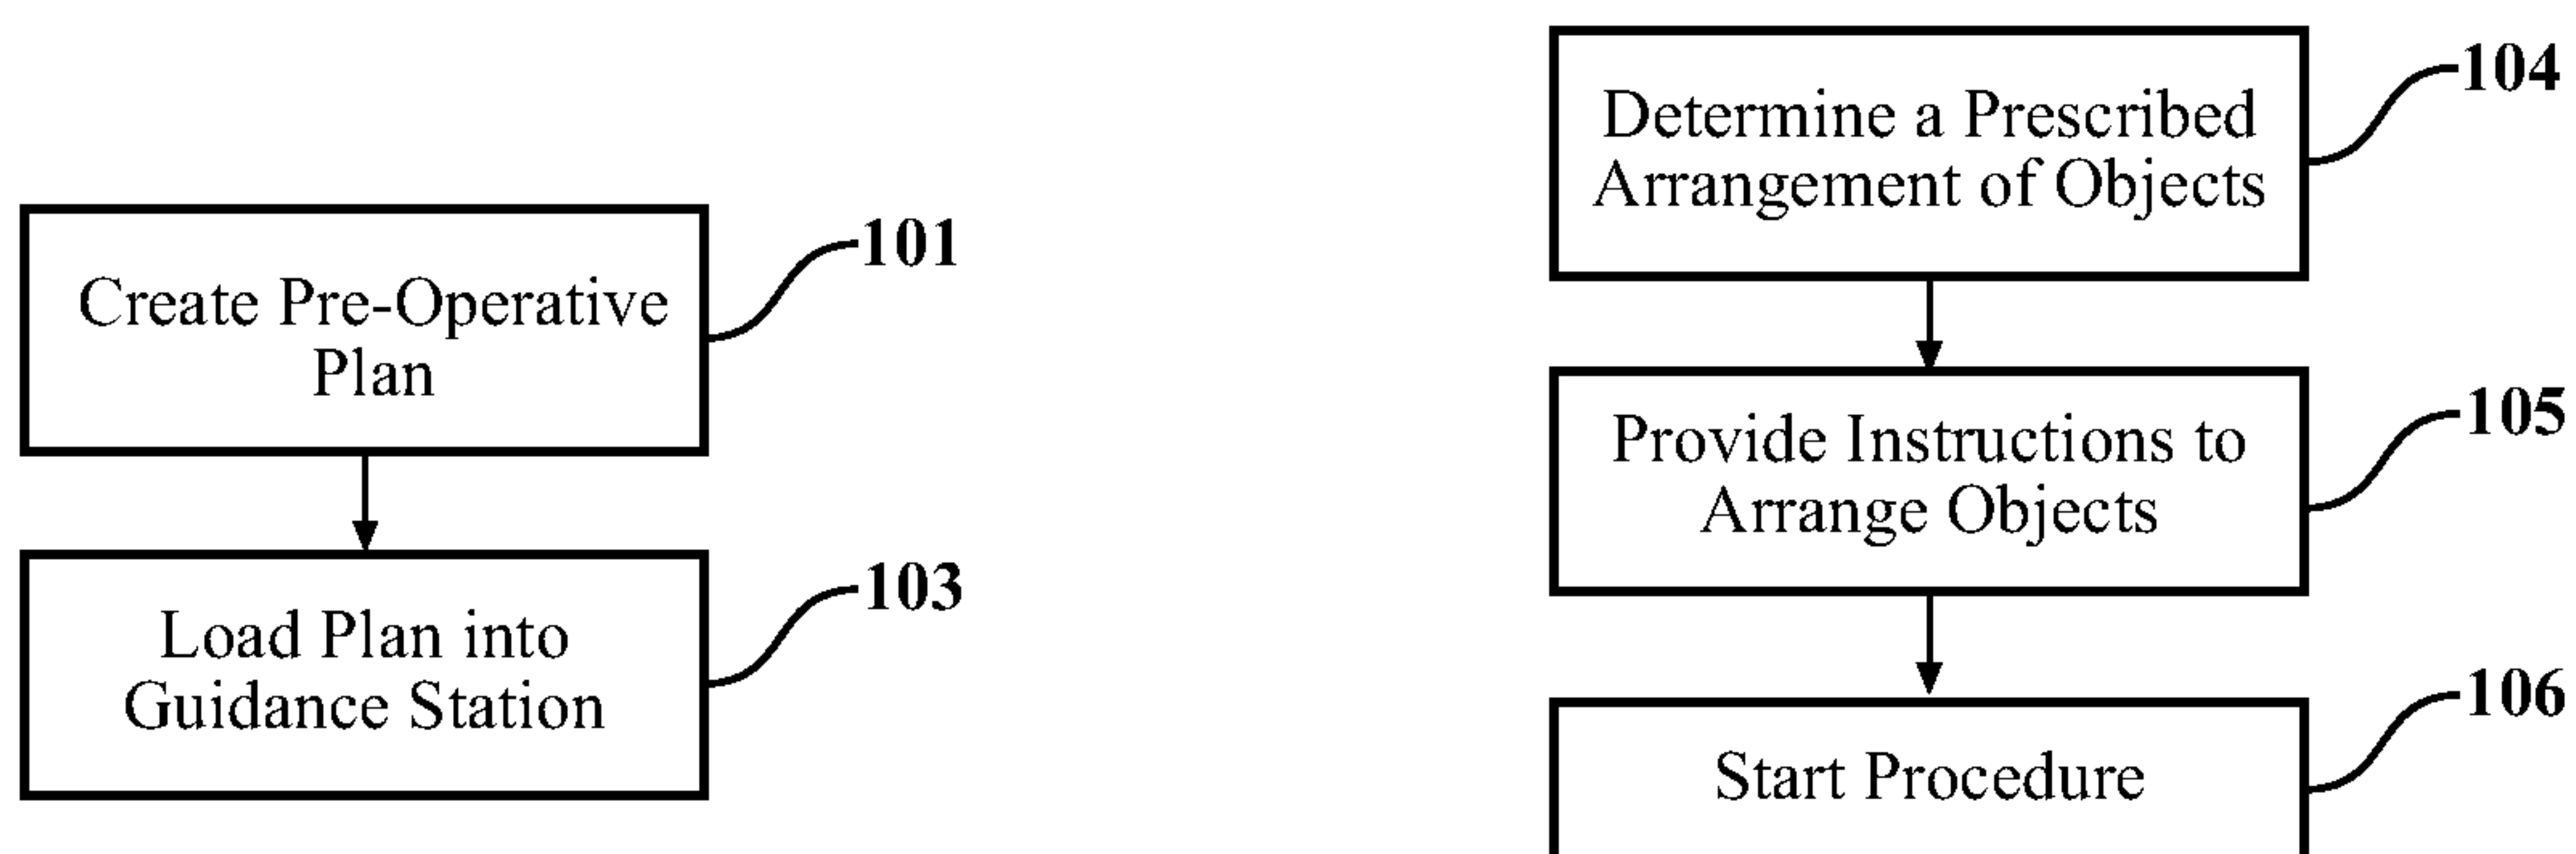 Create Pre-Operative
Plan
101
Load Plan into
Guidance Station
103
Determine a Prescribed
Arrangement of Objects
104
Provide Instructions to
Arrange Objects
105
Start Procedure
106